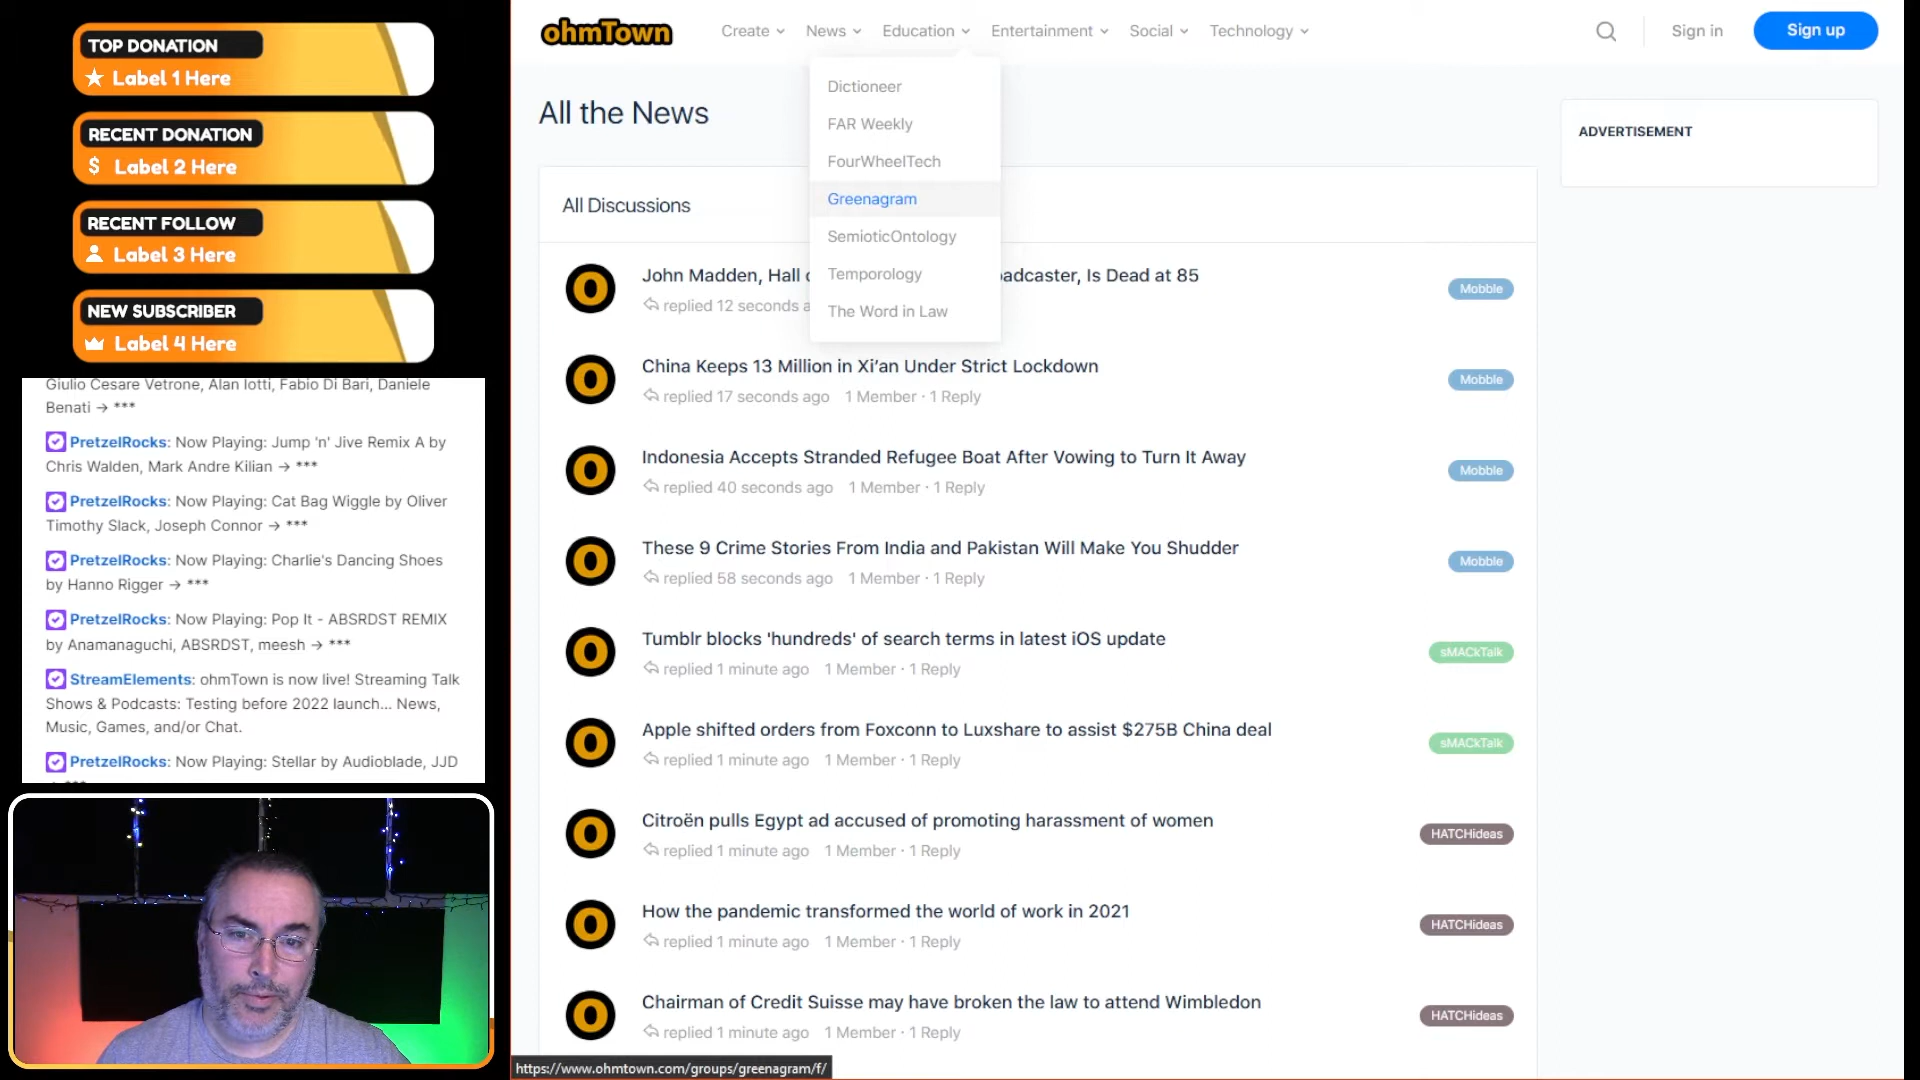 TOP DONATION
Label 1 Here
RECENT DONATION
$ Label 2 Here
RECENT FOLLOW
Label 3 Here
NEW SUBSCRIBER
Label 4 Here
Giulio Cesare Vetrone, Alan Iotti, Fabio Di Bari, Daniele
Benati → ***
PretzelRocks: Now Playing: Jump 'n' Jive Remix A by
Chris Walden, Mark Andre Kilian → ***
PretzelRocks: Now Playing: Cat Bag Wiggle by Oliver
Timothy Slack, Joseph Connor → ***
PretzelRocks: Now Playing: Charlie's Dancing Shoes
by Hanno Rigger → ***
PretzelRocks: Now Playing: Pop It - ABSRDST REMIX
by Anamanaguchi, ABSRDST, meesh → ***
StreamElements: ohmTown is now live! Streaming Talk
Shows & Podcasts: Testing before 2022 launch... News,
Music, Games, and/or Chat.
PretzelRocks: Now Playing: Stellar by Audioblade, JJD
ohmTown
Create News Education Entertainment Social Technology
Sign in
Sign up
Dictioneer
FAR Weekly
FourWheelTech
Greenagram
SemioticOntology
Temporology
The Word in Law
All the News
ADVERTISEMENT
All Discussions
John Madden, Hall adcaster, Is Dead at 85
replied 12 seconds
Mobble
China Keeps 13 Million in Xi'an Under Strict Lockdown
replied 17 seconds ago 1 Member · 1 Reply
Mobble
Indonesia Accepts Stranded Refugee Boat After Vowing to Turn It Away
replied 40 seconds ago 1 Member · 1 Reply
Mobble
These 9 Crime Stories From India and Pakistan Will Make You Shudder
replied 58 seconds ago 1 Member · 1 Reply
Mobble
Tumblr blocks 'hundreds' of search terms in latest iOS update
replied 1 minute ago 1 Member · 1 Reply
sMACkTalk
Apple shifted orders from Foxconn to Luxshare to assist $275B China deal
replied 1 minute ago 1 Member · 1 Reply
sMACkTalk
Citroën pulls Egypt ad accused of promoting harassment of women
replied 1 minute ago 1 Member · 1 Reply
HATCHideas
How the pandemic transformed the world of work in 2021
replied 1 minute ago 1 Member · 1 Reply
HATCHideas
Chairman of Credit Suisse may have broken the law to attend Wimbledon
replied 1 minute ago 1 Member · 1 Reply
HATCHideas
https://www.ohmtown.com/groups/greenagram/f/